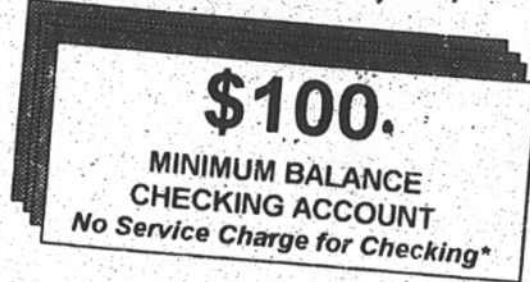 $100.
MINIMUM BALANCE
CHECKING ACCOUNT
No Service Charge for Checking*